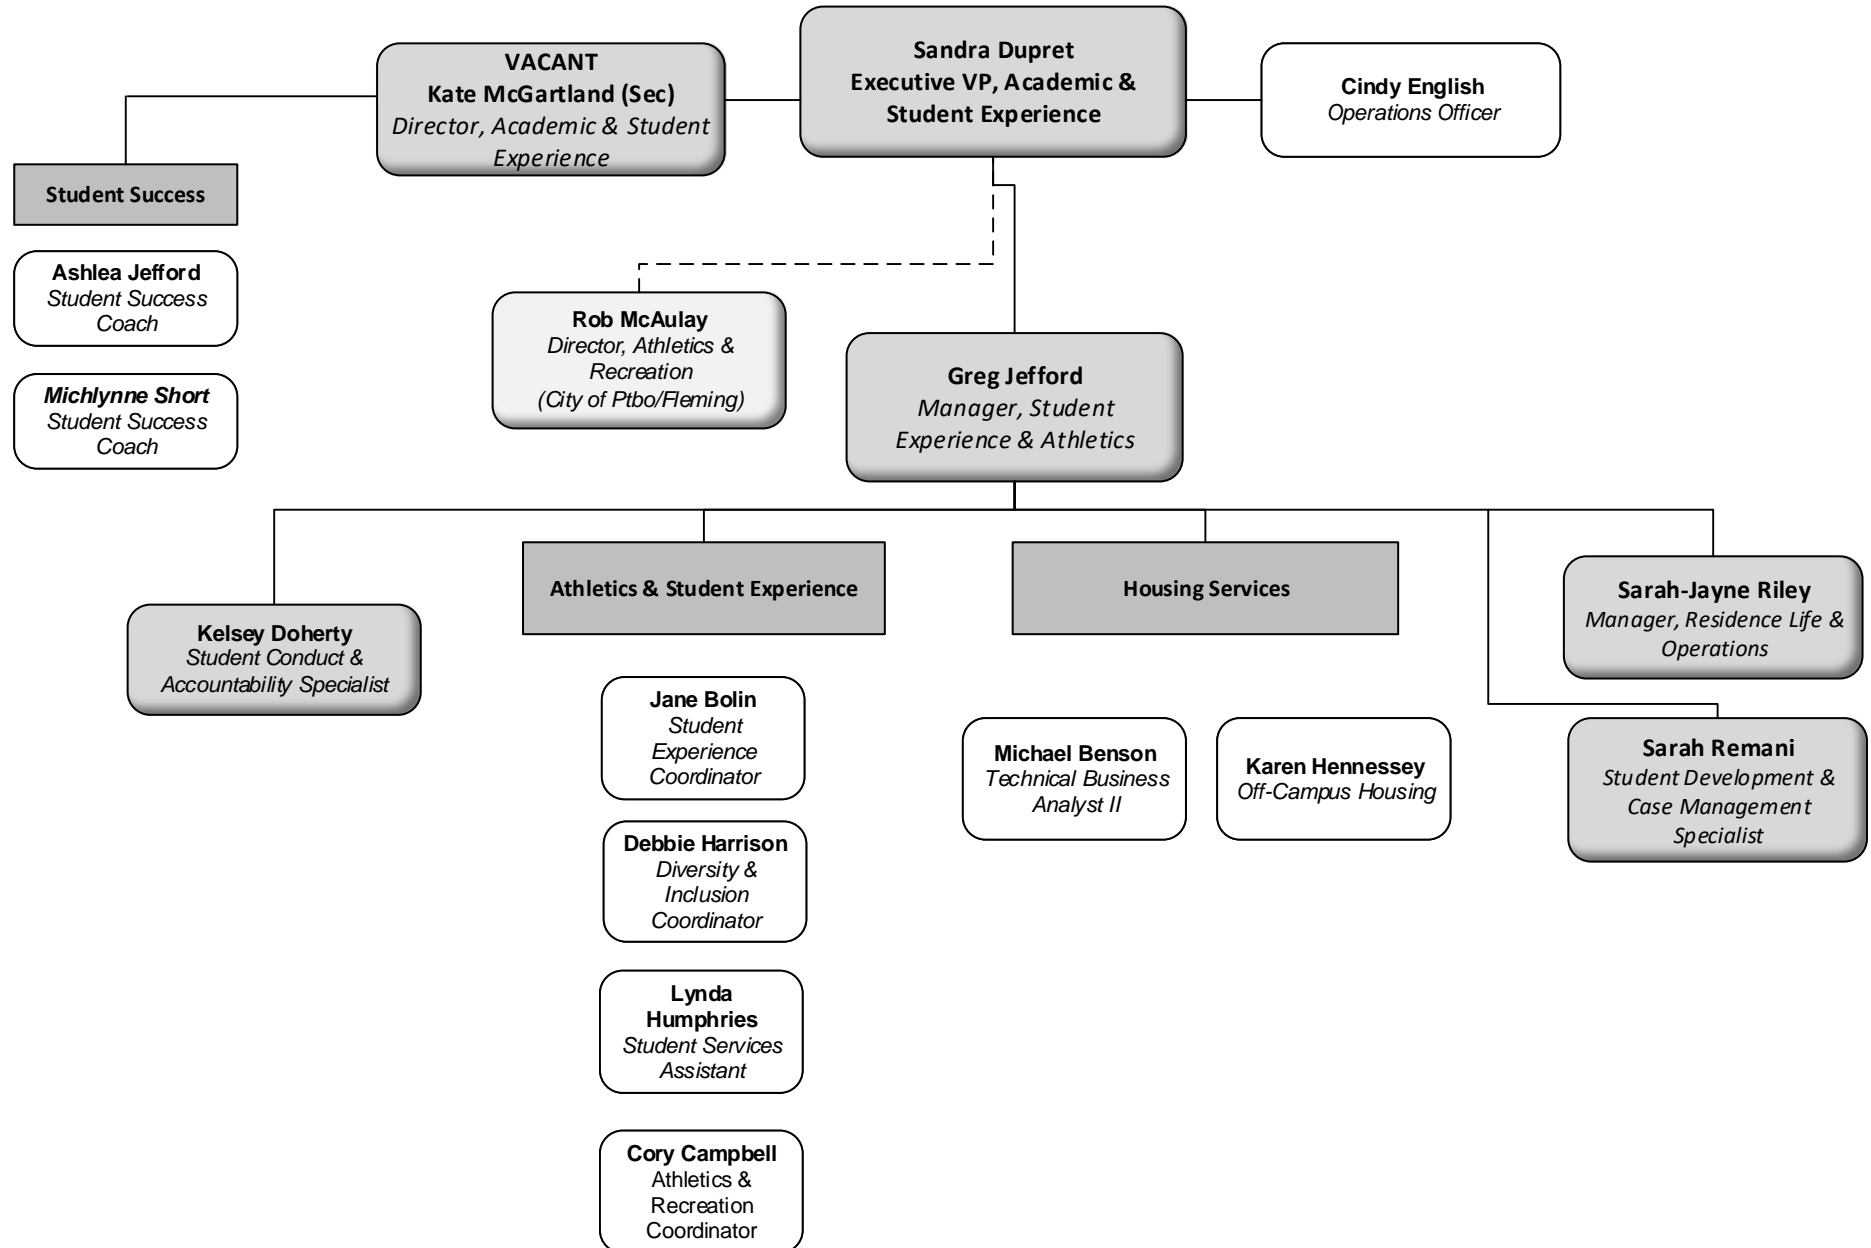 VACANT
Kate McGartland (Sec)
Director, Academic & Student
Experience
Sandra Dupret
Executive VP, Academic &
Student Experience
Cindy English
Operations Officer
Student Success
Ashlea Jefford
Student Success
Coach
Michlynne Short
Student Success
Coach
Rob McAulay
Director, Athletics &
Recreation
(City of Ptbo/Fleming)
Greg Jefford
Manager, Student
Experience & Athletics
Kelsey Doherty
Student Conduct &
Accountability Specialist
Athletics & Student Experience
Jane Bolin
Student
Experience
Coordinator
Debbie Harrison
Diversity &
Inclusion
Coordinator
Lynda
Humphries
Student Services
Assistant
Cory Campbell
Athletics &
Recreation
Coordinator
Housing Services
Michael Benson
Technical Business
Analyst II
Karen Hennessey
Off-Campus Housing
Sarah-Jayne Riley
Manager, Residence Life &
Operations
Sarah Remani
Student Development &
Case Management
Specialist